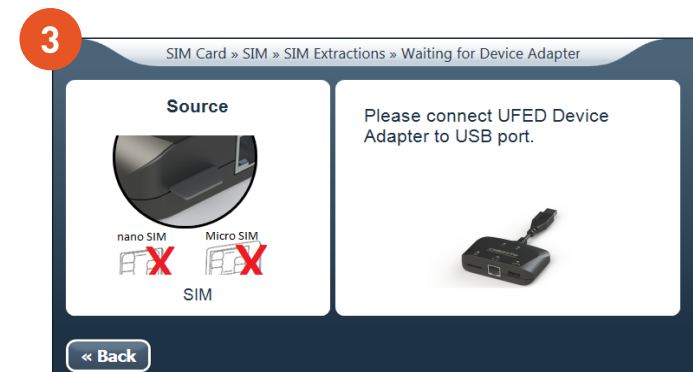 3
SIM Card » SIM » SIM Extractions » Waiting for Device Adapter
Source
nano SIM
Micro SIM
X
X
SIM
Please connect UFED Device
Adapter to USB port.
« Back